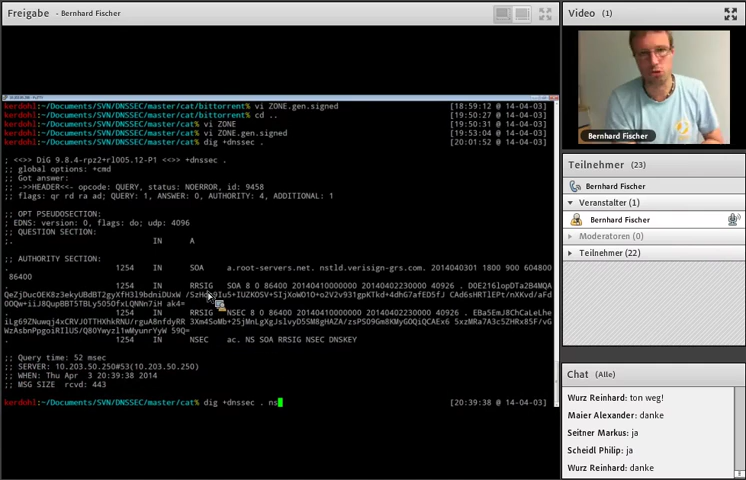 Freigabe - Bernhard Fischer
kerdohl:~/Documents/SVN/DNSSEC/master/cat/bittorrent% vi ZONE.gen.signed [18:59:12 @ 14-04-03]
kerdohl:~/Documents/SVN/DNSSEC/master/cat/bittorrent% cd .. [19:50:27 @ 14-04-03]
kerdohl:~/Documents/SVN/DNSSEC/master/cat% vi ZONE [19:50:31 @ 14-04-03]
kerdohl:~/Documents/SVN/DNSSEC/master/cat% vi ZONE.gen.signed [19:53:04 @ 14-04-03]
kerdohl:~/Documents/SVN/DNSSEC/master/cat% dig +dnssec . [20:01:52 @ 14-04-03]
; <<>> DiG 9.8.4-rpz2+rl005.12-P1 <<>> +dnssec .
;; global options: +cmd
;; Got answer:
;; ->>HEADER<<- opcode: QUERY, status: NOERROR, id: 9458
;; flags: qr rd ra ad; QUERY: 1, ANSWER: 0, AUTHORITY: 4, ADDITIONAL: 1
;; OPT PSEUDOSECTION:
; EDNS: version: 0, flags: do; udp: 4096
;; QUESTION SECTION:
;. IN A
;; AUTHORITY SECTION:
. 1254 IN SOA a.root-servers.net. nstld.verisign-grs.com. 2014040301 1800 900 604800
86400
. 1254 IN RRSIG SOA 8 0 86400 20140410000000 20140402230000 40926 .
. 1254 IN RRSIG NSEC 8 0 86400 20140410000000 20140402230000 40926 .
. 1254 IN NSEC ac. NS SOA RRSIG NSEC DNSKEY
;; Query time: 52 msec
;; SERVER: 10.203.50.250#53(10.203.50.250)
;; WHEN: Thu Apr 3 20:39:38 2014
;; MSG SIZE rcvd: 443
kerdohl:~/Documents/SVN/DNSSEC/master/cat% dig +dnssec . ns [20:39:38 @ 14-04-03]
Video (1)
Bernhard Fischer
Teilnehmer (23)
Bernhard Fischer
Veranstalter (1)
Bernhard Fischer
Moderatoren (0)
Teilnehmer (22)
Chat (Alle)
Wurz Reinhard: ton weg!
Maier Alexander: danke
Seitner Markus: ja
Scheidl Philip: ja
Wurz Reinhard: danke